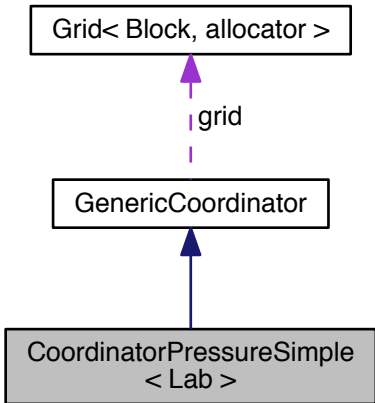 Grid< Block, allocator >
grid
GenericCoordinator
CoordinatorPressureSimple
< Lab >